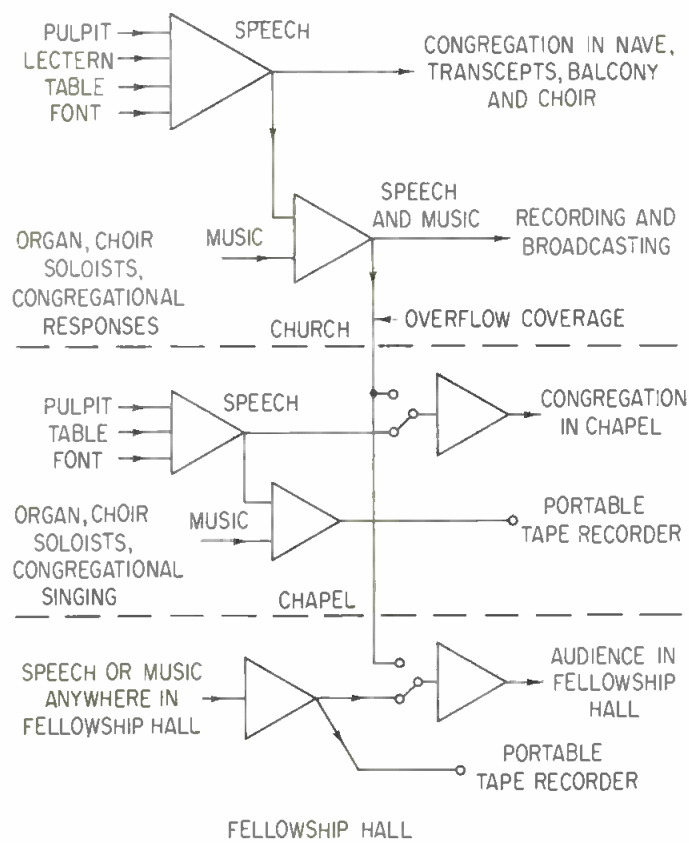 PULPIT
LECTERN
TABLE
FONT
SPEECH
CONGREGATION IN NAVE,
TRANSCEPTS, BALCONY
AND CHOIR
ORGAN, CHOIR
SOLOISTS,
CONGREGATIONAL
RESPONSES
MUSIC
SPEECH
AND MUSIC
RECORDING AND
BROADCASTING
OVERFLOW COVERAGE
CHURCH
PULPIT
TABLE
FONT
SPEECH
CONGREGATION
IN CHAPEL
ORGAN, CHOIR
SOLOISTS,
CONGREGATIONAL
SINGING
MUSIC
PORTABLE
TAPE RECORDER
CHAPEL
SPEECH OR MUSIC
ANYWHERE IN
FELLOWSHIP HALL
AUDIENCE IN
FELLOWSHIP
HALL
PORTABLE
TAPE RECORDER
FELLOWSHIP HALL